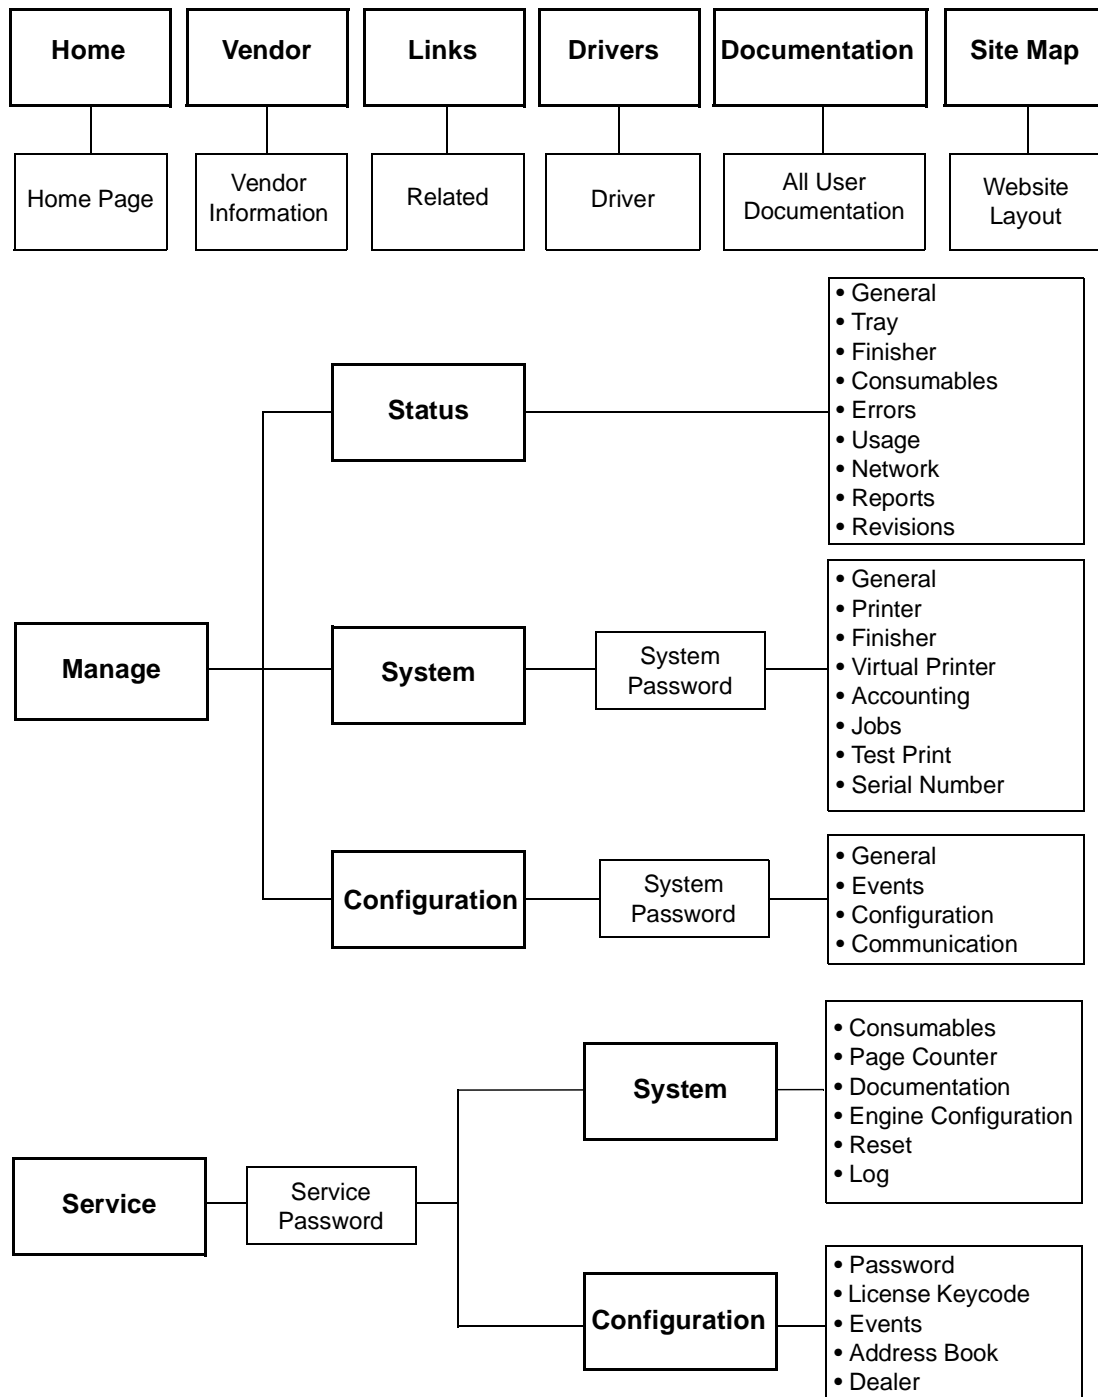 Home Vendor Links Drivers Documentation Site Map
Home Page
Vendor
Information
Related
Driver
All User
Documentation
Website
Layout
Manage
Status
• General
• Tray
• Finisher
• Consumables
• Errors
• Usage
• Network
• Reports
• Revisions
System
System
Password
• General
• Printer
• Finisher
• Virtual Printer
• Accounting
• Jobs
• Test Print
• Serial Number
Configuration
System
Password
• General
• Events
• Configuration
• Communication
Service
Service
Password
System
• Consumables
• Page Counter
• Documentation
• Engine Configuration
• Reset
• Log
Configuration
• Password
• License Keycode
• Events
• Address Book
• Dealer